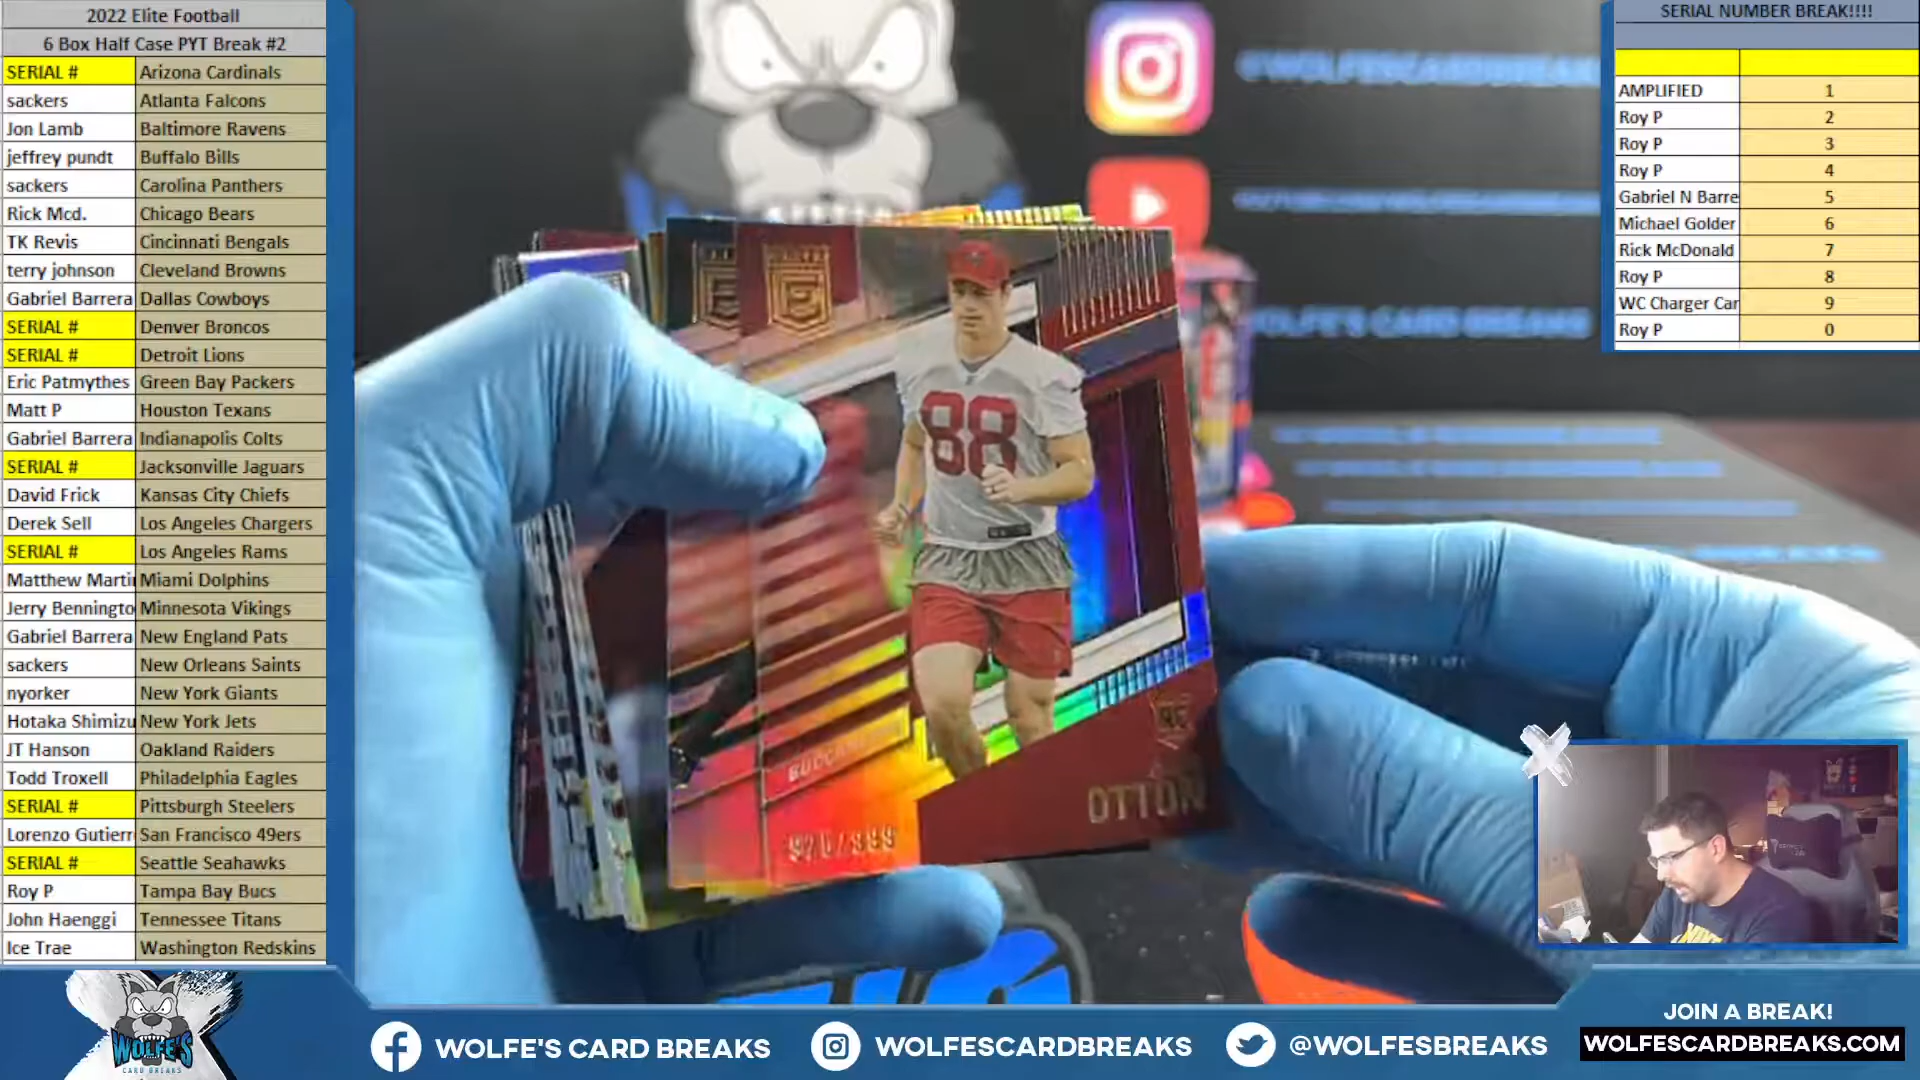 2022 Elite Football
6 Box Half Case PYT Break #2
SERIAL # Arizona Cardinals
sackers Atlanta Falcons
Jon Lamb Baltimore Ravens
jeffrey pundt Buffalo Bills
sackers Carolina Panthers
Rick Mcd. Chicago Bears
TK Revis Cincinnati Bengals
terry johnson Cleveland Browns
Gabriel Barrera Dallas Cowboys
SERIAL # Denver Broncos
SERIAL # Detroit Lions
Eric Patmythes Green Bay Packers
Matt P Houston Texans
Gabriel Barrera Indianapolis Colts
SERIAL # Jacksonville Jaguars
David Frick Kansas City Chiefs
Derek Sell Los Angeles Chargers
SERIAL # Los Angeles Rams
Matthew Marti Miami Dolphins
Jerry Benningto Minnesota Vikings
Gabriel Barrera New England Pats
sackers New Orleans Saints
nyorker New York Giants
Hotaka Shimizu New York Jets
JT Hanson Oakland Raiders
Todd Troxell Philadelphia Eagles
SERIAL # Pittsburgh Steelers
Lorenzo Gutierr San Francisco 49ers
SERIAL # Seattle Seahawks
Roy P Tampa Bay Bucs
John Haenggi Tennessee Titans
Ice Trae Washington Redskins
SERIAL NUMBER BREAK!!!!
AMPLIFIED 1
Roy P 2
Roy P 3
Roy P 4
Gabriel N Barre 5
Michael Golder 6
Rick McDonald 7
Roy P 8
WC Charger Car 9
Roy P 0
@WOLFESCARDBREAKS
WOLFE'S CARD BREAKS
88
BUCCANEERS
OTTON
WOLFE'S
CARD BREAKS
WOLFE'S CARD BREAKS
WOLFESCARDBREAKS
@WOLFESBREAKS
JOIN A BREAK!
WOLFESCARDBREAKS.COM